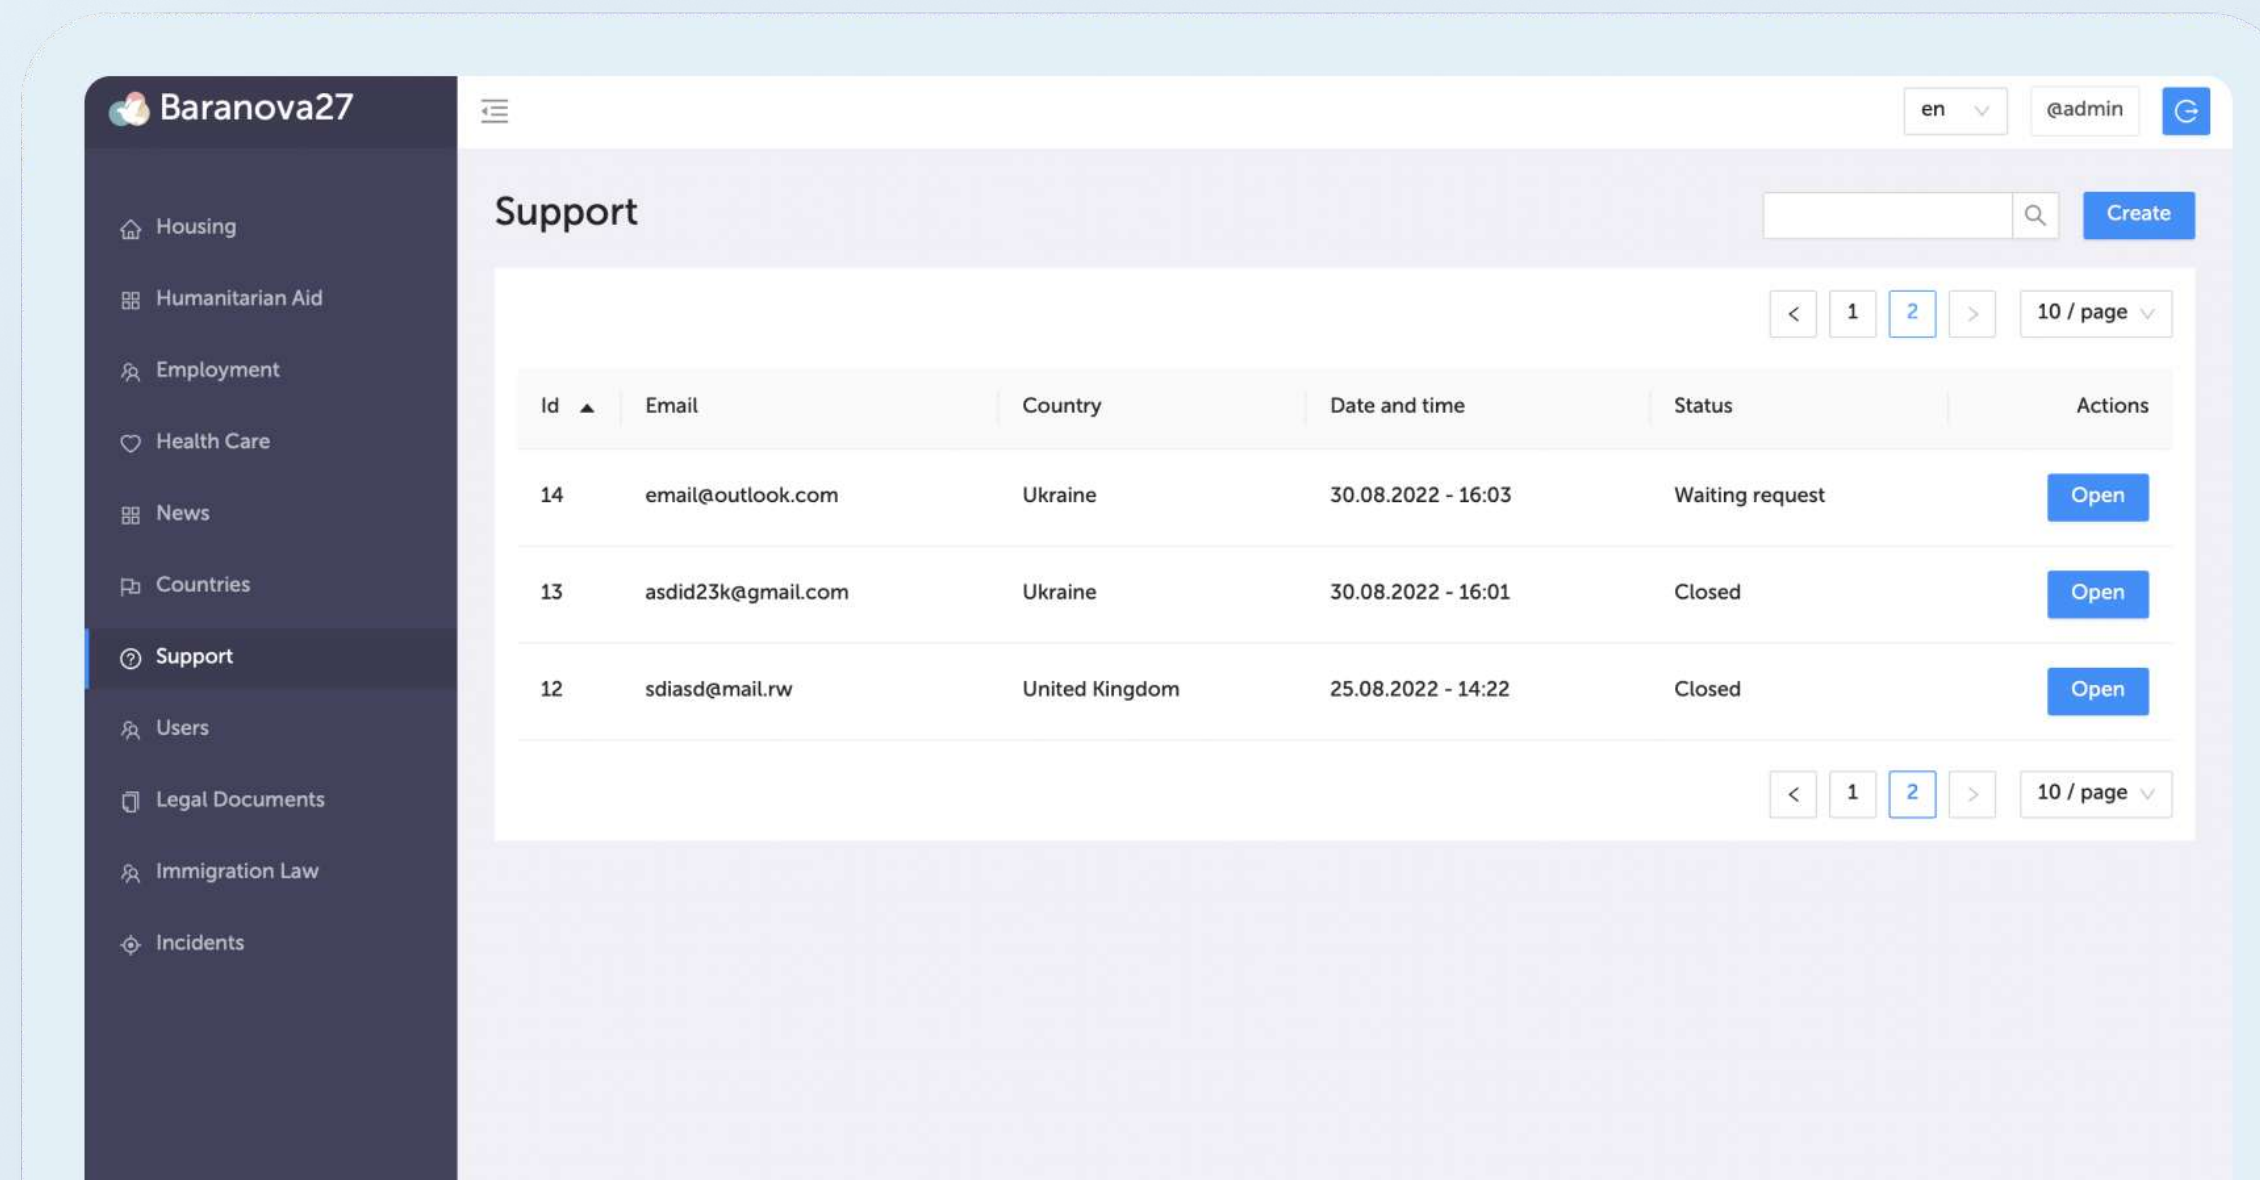 Baranova27
en
@admin
Housing
Humanitarian Aid
Employment
Health Care
News
Countries
Support
Users
Legal Documents
Immigration Law
Incidents
Support
Create
< 1 2 > 10 / page
Id Email Country Date and time Status Actions
14 email@outlook.com Ukraine 30.08.2022 - 16:03 Waiting request Open
13 asdid23k@gmail.com Ukraine 30.08.2022 - 16:01 Closed Open
12 sdiasd@mail.rw United Kingdom 25.08.2022 - 14:22 Closed Open
< 1 2 > 10 / page